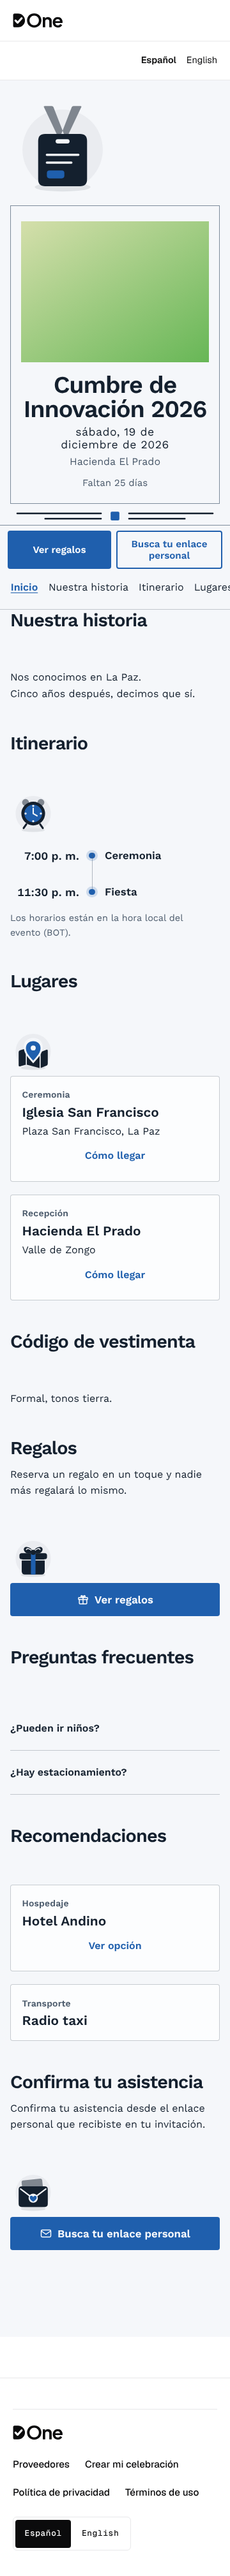 One
Español English
Cumbre de
Innovación 2026
sábado, 19 de
diciembre de 2026
Hacienda El Prado
Faltan 25 días
Ver regalos
Busca tu enlace
personal
Inicio Nuestra historia Itinerario Lugares
Nuestra historia
Nos conocimos en La Paz.
Cinco años después, decimos que sí.
Itinerario
7:00 p. m. Ceremonia
11:30 p. m. Fiesta
Los horarios están en la hora local del
evento (BOT).
Lugares
Ceremonia
Iglesia San Francisco
Plaza San Francisco, La Paz
Cómo llegar
Recepción
Hacienda El Prado
Valle de Zongo
Cómo llegar
Código de vestimenta
Formal, tonos tierra.
Regalos
Reserva un regalo en un toque y nadie
más regalará lo mismo.
Ver regalos
Preguntas frecuentes
¿Pueden ir niños?
¿Hay estacionamiento?
Recomendaciones
Hospedaje
Hotel Andino
Ver opción
Transporte
Radio taxi
Confirma tu asistencia
Confirma tu asistencia desde el enlace
personal que recibiste en tu invitación.
Busca tu enlace personal
One
Proveedores Crear mi celebración
Política de privacidad Términos de uso
Español English